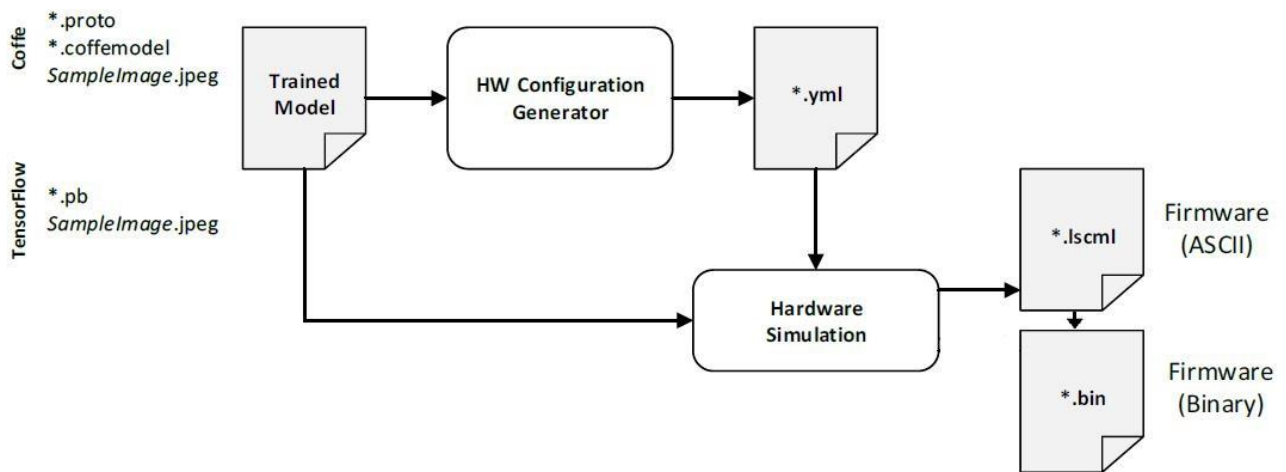 Coffe
*.proto
*.coffemodel
SampleImage.jpeg
Trained
Model
HW Configuration
Generator
*.yml
TensorFlow
*.pb
SampleImage.jpeg
*.lscml
Firmware
(ASCII)
Hardware
Simulation
*.bin
Firmware
(Binary)